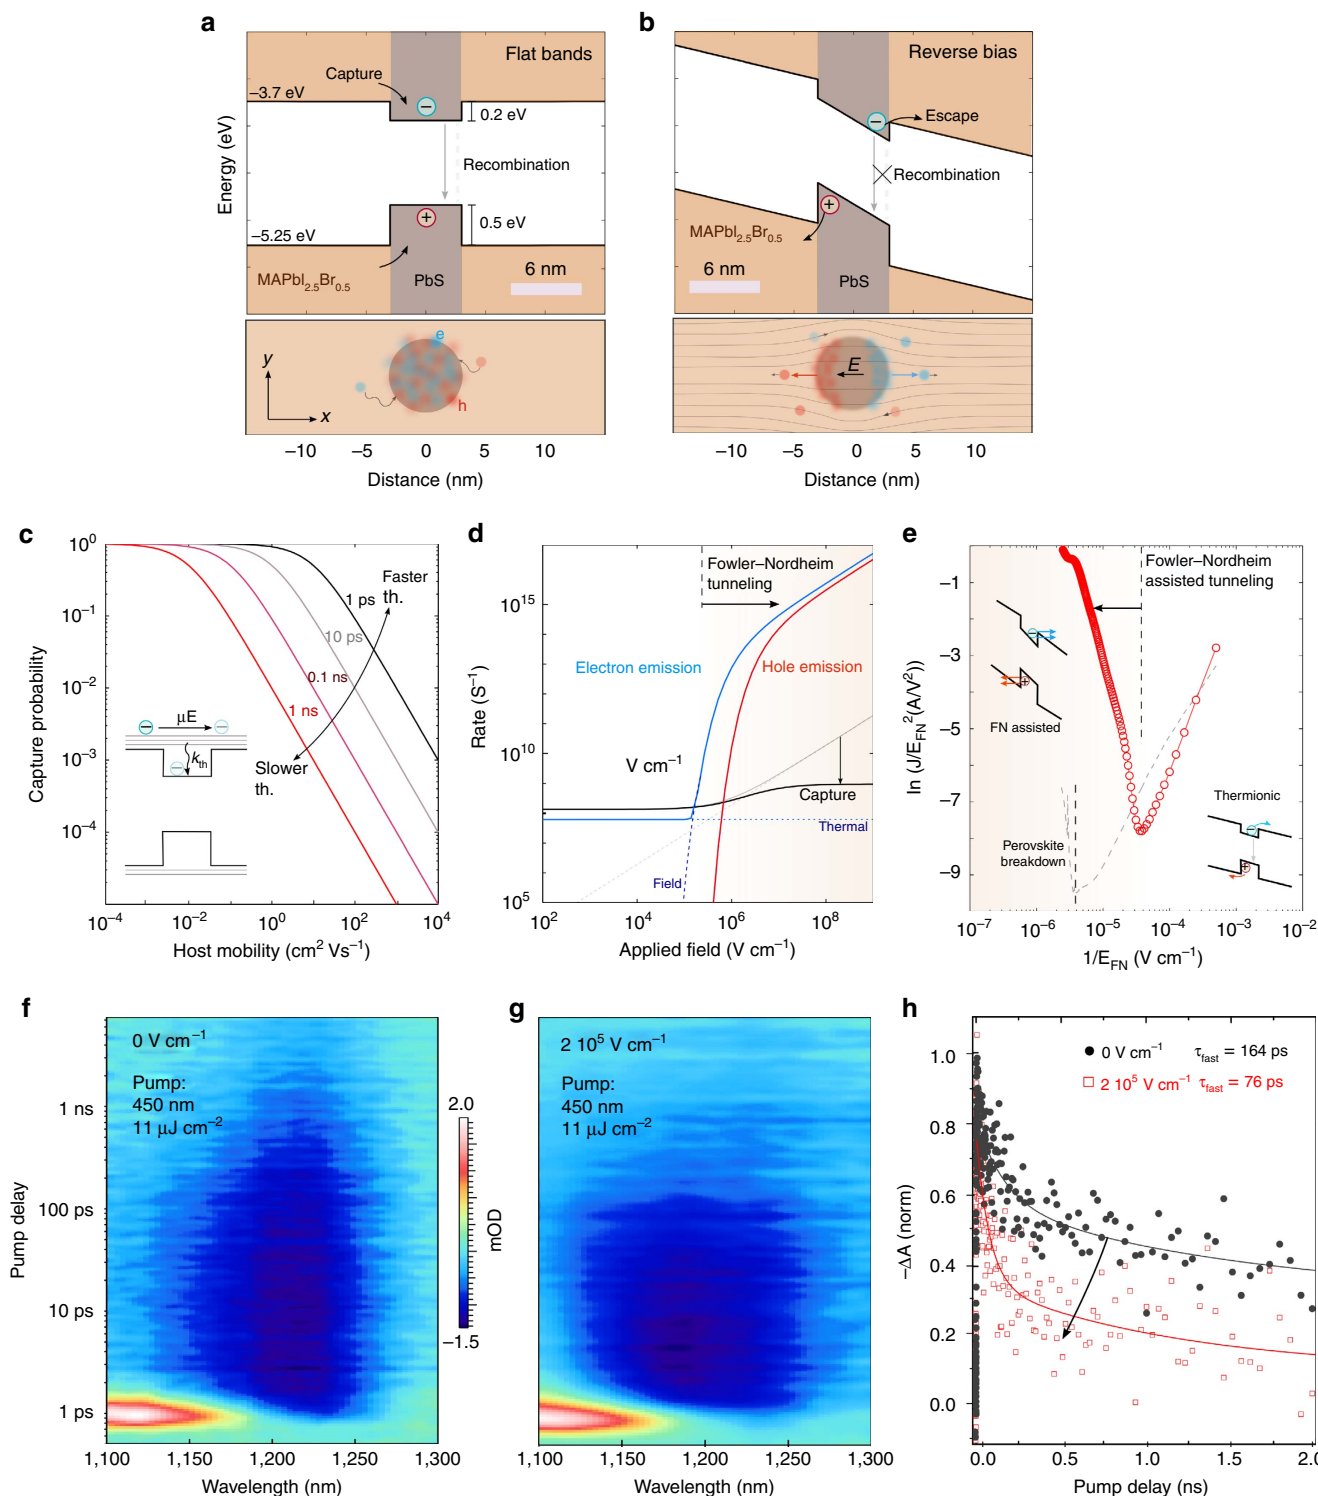 a
Flat bands
Capture
−3.7 eV
−
0.2 eV
Recombination
+
0.5 eV
−5.25 eV
MAPbI2.5Br0.5
PbS
6 nm
Energy (eV)
e
h
y
x
−10 −5 0 5 10
Distance (nm)
b
Reverse bias
−
Escape
Recombination
+
MAPbI2.5Br0.5
6 nm
PbS
E
−10 −5 0 5 10
Distance (nm)
c
10^0
10^−1
10^−2
10^−3
10^−4
Capture probability
Faster
th.
1 ps
10 ps
0.1 ns
1 ns
Slower
th.
μE
kth
10^−4 10^−2 10^0 10^2 10^4
Host mobility (cm^2 Vs^−1)
d
Fowler–Nordheim
tunneling
10^15
10^10
10^5
Rate (S^−1)
Electron emission
Hole emission
V cm^−1
Capture
Thermal
Field
10^2 10^4 10^6 10^8
Applied field (V cm^−1)
e
Fowler–Nordheim
assisted tunneling
−1
−3
−5
−7
−9
ln (J/EFN^2(A/V^2))
FN assisted
Thermionic
Perovskite
breakdown
10^−7 10^−6 10^−5 10^−4 10^−3 10^−2
1/EFN (V cm^−1)
f
0 V cm^−1
Pump:
450 nm
11 μJ cm^−2
1 ns
100 ps
10 ps
1 ps
Pump delay
2.0
mOD
−1.5
1,100 1,150 1,200 1,250 1,300
Wavelength (nm)
g
2 10^5 V cm^−1
Pump:
450 nm
11 μJ cm^−2
1,100 1,150 1,200 1,250 1,300
Wavelength (nm)
h
0 V cm^−1 τfast = 164 ps
2 10^5 V cm^−1 τfast = 76 ps
1.0
0.8
0.6
0.4
0.2
0.0
−ΔA (norm)
0.0 0.5 1.0 1.5 2.0
Pump delay (ns)